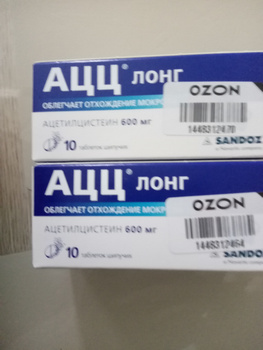 АЦЦ® ЛОНГ
OZON
ОБЛЕГЧАЕТ ОТХОЖДЕНИЕ
1448312470
АЦЕТИЛЦИСТЕИН 600 мг
SANDOZ
10 таблеток шипучих
АЦЦ® ЛОНГ
OZON
ОБЛЕГЧАЕТ ОТХОЖДЕНИЕ
1448312464
АЦЕТИЛЦИСТЕИН 600 мг
SANDOZ
10 таблеток шипучих